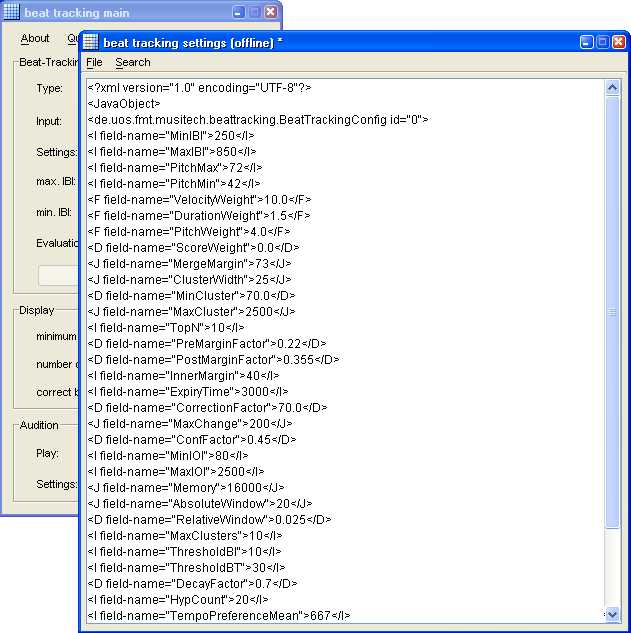 beat tracking main
About
Beat-Trackin
Type:
Input:
Settings:
max. IBI:
min. IBI:
Evaluatio
Display
minimum
number o
correct b
Audition
Play:
Settings:
beat tracking settings (offline) *
File Search
<?xml version="1.0" encoding="UTF-8"?>
<JavaObject>
<de.uos.fmt.musitech.beattracking.BeatTrackingConfig id="0">
<I field-name="MinIBI">250</I>
<I field-name="MaxIBI">850</I>
<I field-name="PitchMax">72</I>
<I field-name="PitchMin">42</I>
<F field-name="VelocityWeight">10.0</F>
<F field-name="DurationWeight">1.5</F>
<F field-name="PitchWeight">4.0</F>
<D field-name="ScoreWeight">0.0</D>
<J field-name="MergeMargin">73</J>
<J field-name="ClusterWidth">25</J>
<D field-name="MinCluster">70.0</D>
<J field-name="MaxCluster">2500</J>
<I field-name="TopN">10</I>
<D field-name="PreMarginFactor">0.22</D>
<D field-name="PostMarginFactor">0.355</D>
<I field-name="InnerMargin">40</I>
<I field-name="ExpiryTime">3000</I>
<D field-name="CorrectionFactor">70.0</D>
<J field-name="MaxChange">200</J>
<D field-name="ConfFactor">0.45</D>
<I field-name="MinIOI">80</I>
<I field-name="MaxIOI">2500</I>
<J field-name="Memory">16000</J>
<J field-name="AbsoluteWindow">20</J>
<D field-name="RelativeWindow">0.025</D>
<I field-name="MaxClusters">10</I>
<I field-name="ThresholdBI">10</I>
<I field-name="ThresholdBT">30</I>
<D field-name="DecayFactor">0.7</D>
<I field-name="HypCount">20</I>
<I field-name="TempoPreferenceMean">667</I>